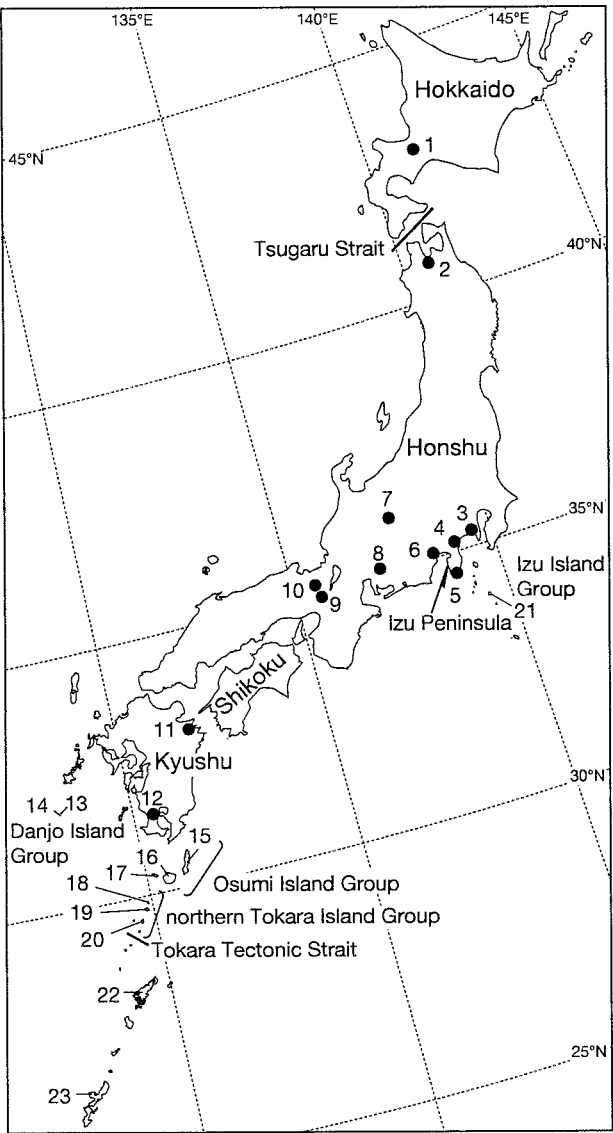 135°E
140°E
145°E
Hokkaido
45°N
1
Tsugaru Strait
40°N
2
Honshu
7
3
4
35°N
6
8
Izu Island
Group
10
5
9
21
Izu Peninsula
Shikoku
11
Kyushu
30°N
14
13
12
Danjo Island
Group
15
16
17
Osumi Island Group
18
19
northern Tokara Island Group
20
Tokara Tectonic Strait
22
25°N
23